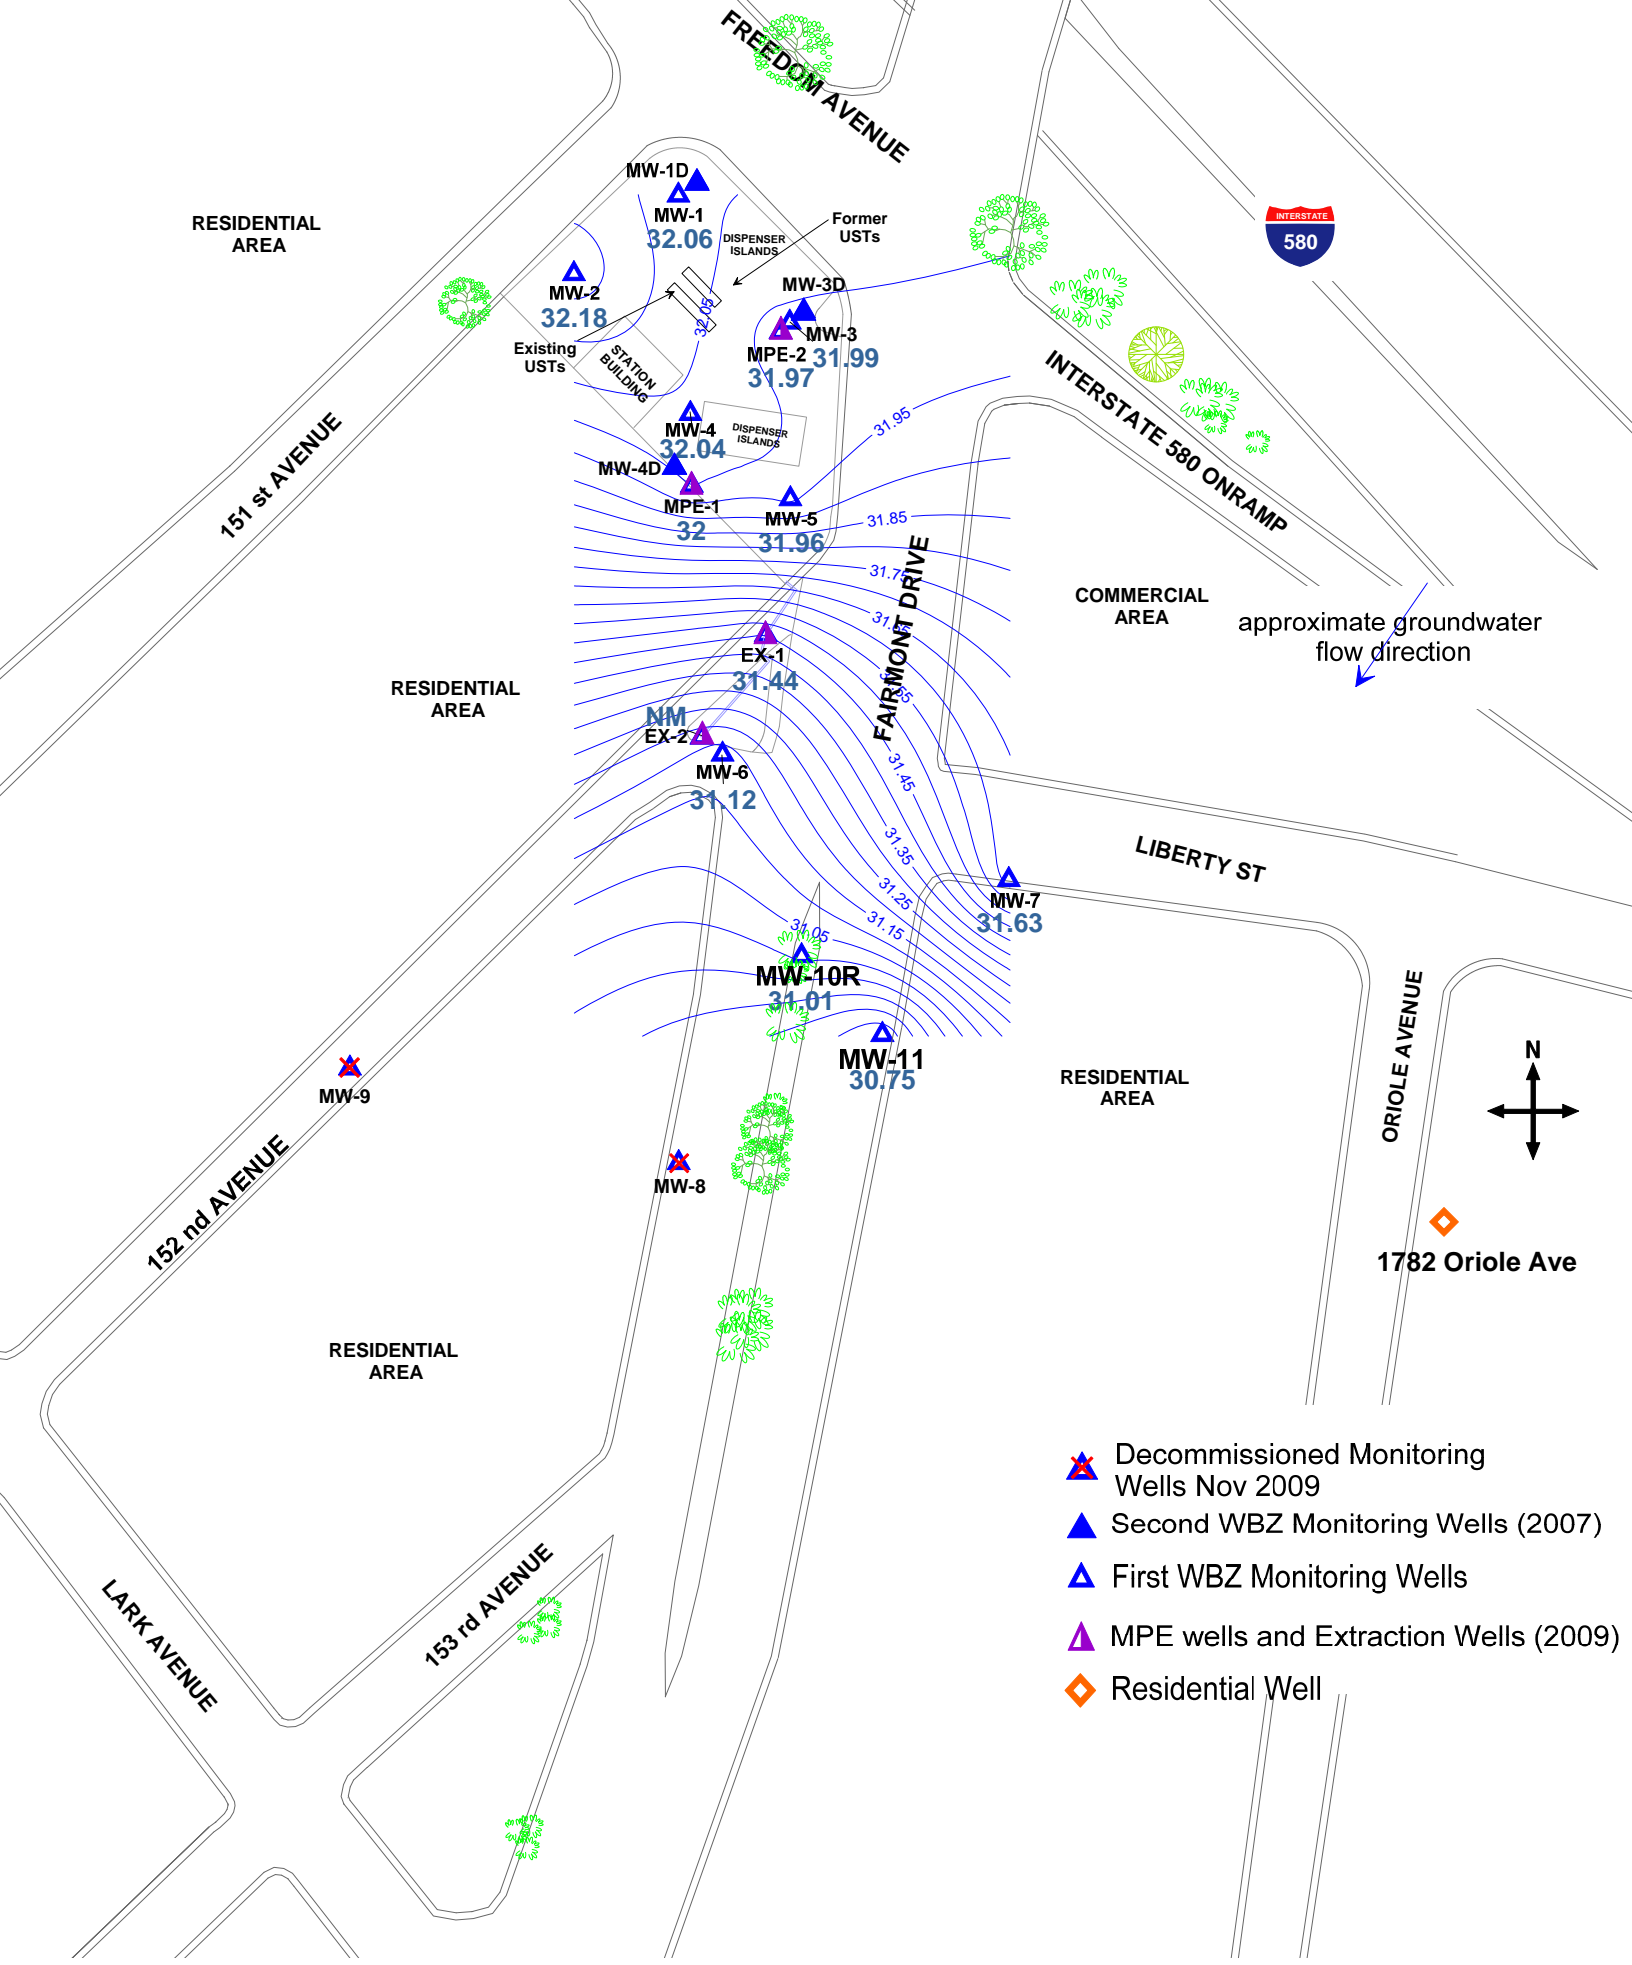 FREEDOM AVENUE
MW-1D
MW-1
32.06
RESIDENTIAL
AREA
DISPENSER
ISLANDS
Former
USTs
INTERSTATE
580
MW-2
32.18
32.05
MW-3D
MW-3
31.99
MPE-2
31.97
Existing
USTs
STATION
BUILDING
MW-4
32.04
DISPENSER
ISLANDS
31.95
INTERSTATE 580 ONRAMP
151 st AVENUE
MW-4D
MPE-1
32
MW-5
31.96
31.85
31.75
31.65
31.55
FAIRMONT DRIVE
COMMERCIAL
AREA
approximate groundwater
flow direction
EX-1
31.44
RESIDENTIAL
AREA
NM
EX-2
MW-6
31.12
31.45
31.35
31.25
31.15
31.05
LIBERTY ST
MW-7
31.63
MW-10R
31.01
MW-11
30.75
MW-9
RESIDENTIAL
AREA
ORIOLE AVENUE
N
152 nd AVENUE
MW-8
1782 Oriole Ave
RESIDENTIAL
AREA
LARK AVENUE
153 rd AVENUE
Decommissioned Monitoring
Wells Nov 2009
Second WBZ Monitoring Wells (2007)
First WBZ Monitoring Wells
MPE wells and Extraction Wells (2009)
Residential Well